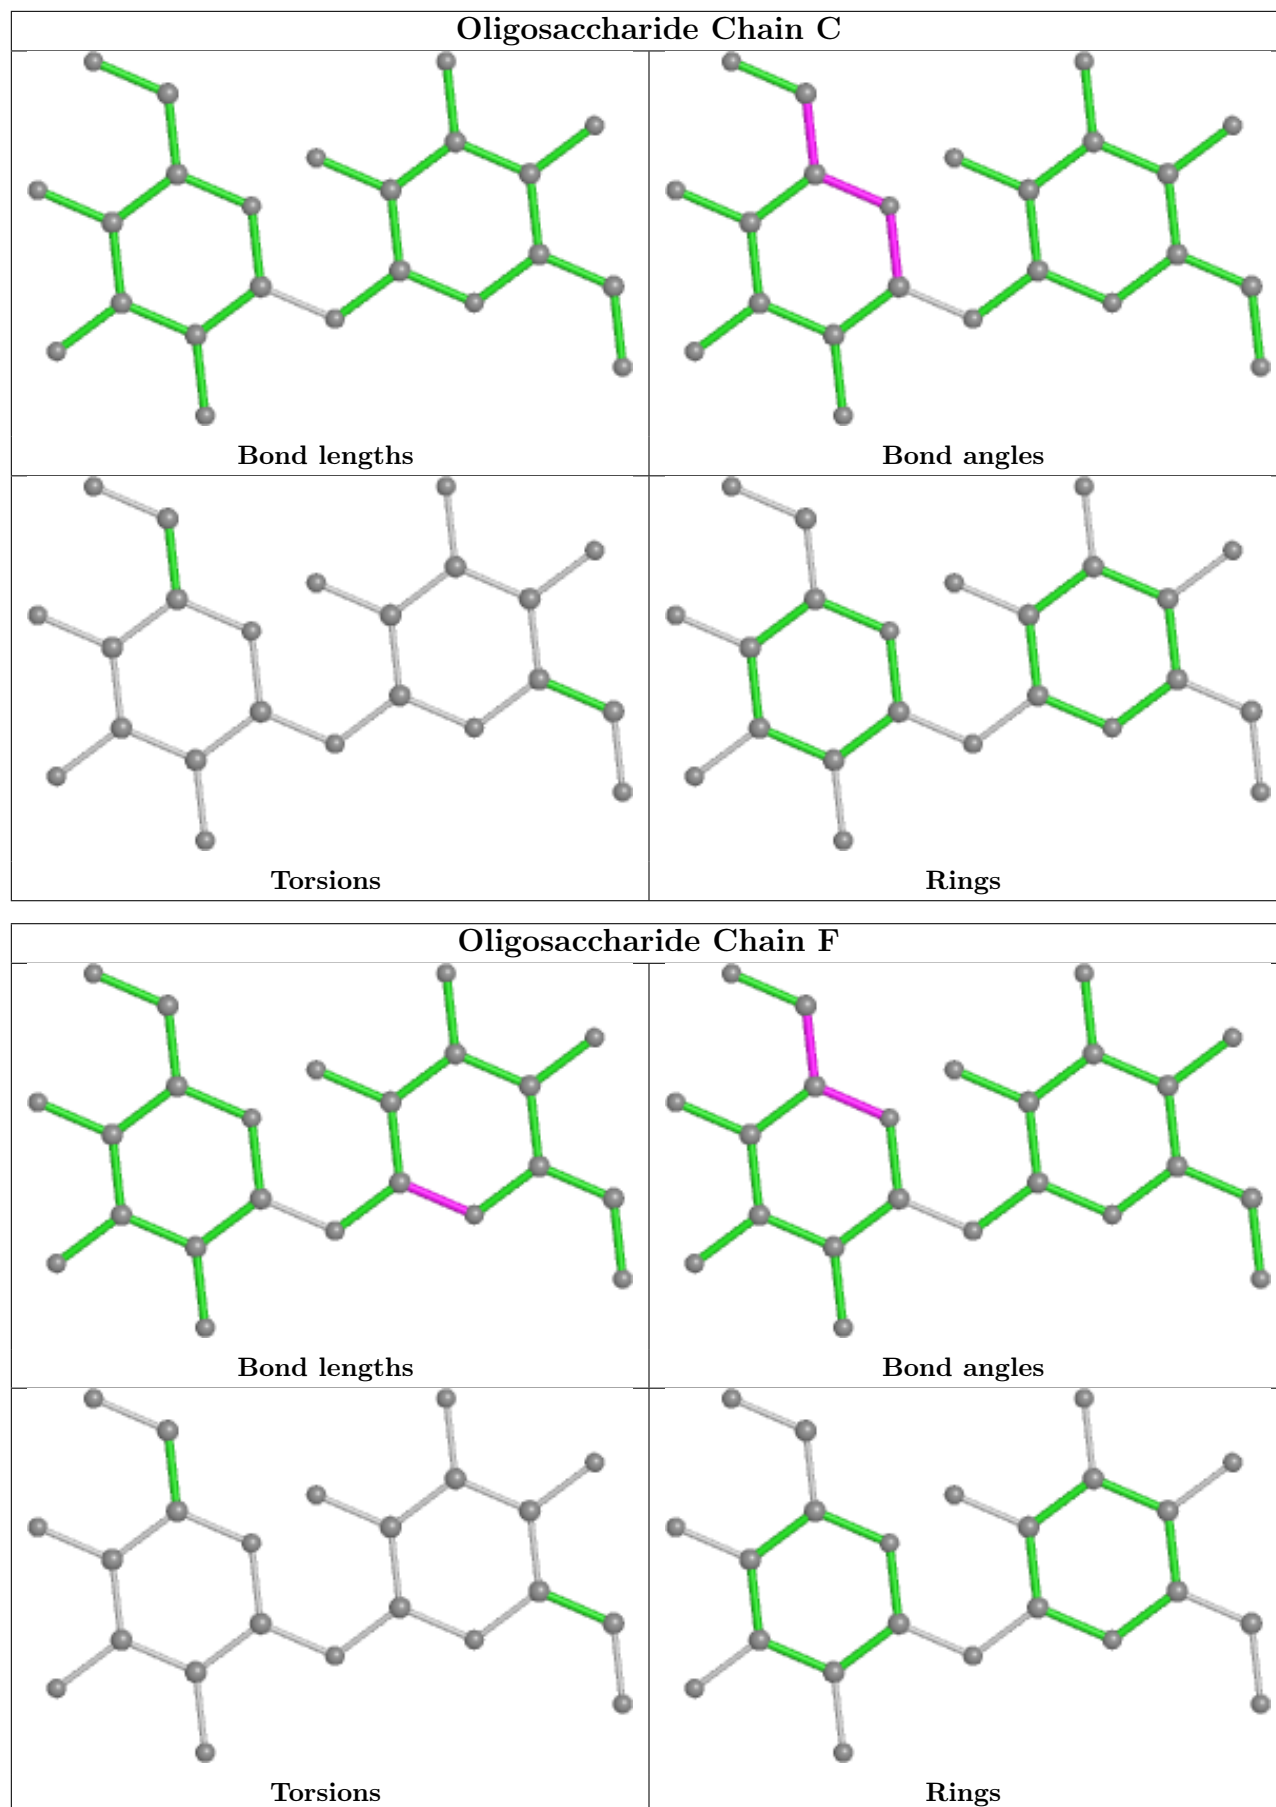 Oligosaccharide Chain C
Bond lengths
Bond angles
Torsions
Rings
Oligosaccharide Chain F
Bond lengths
Bond angles
Torsions
Rings